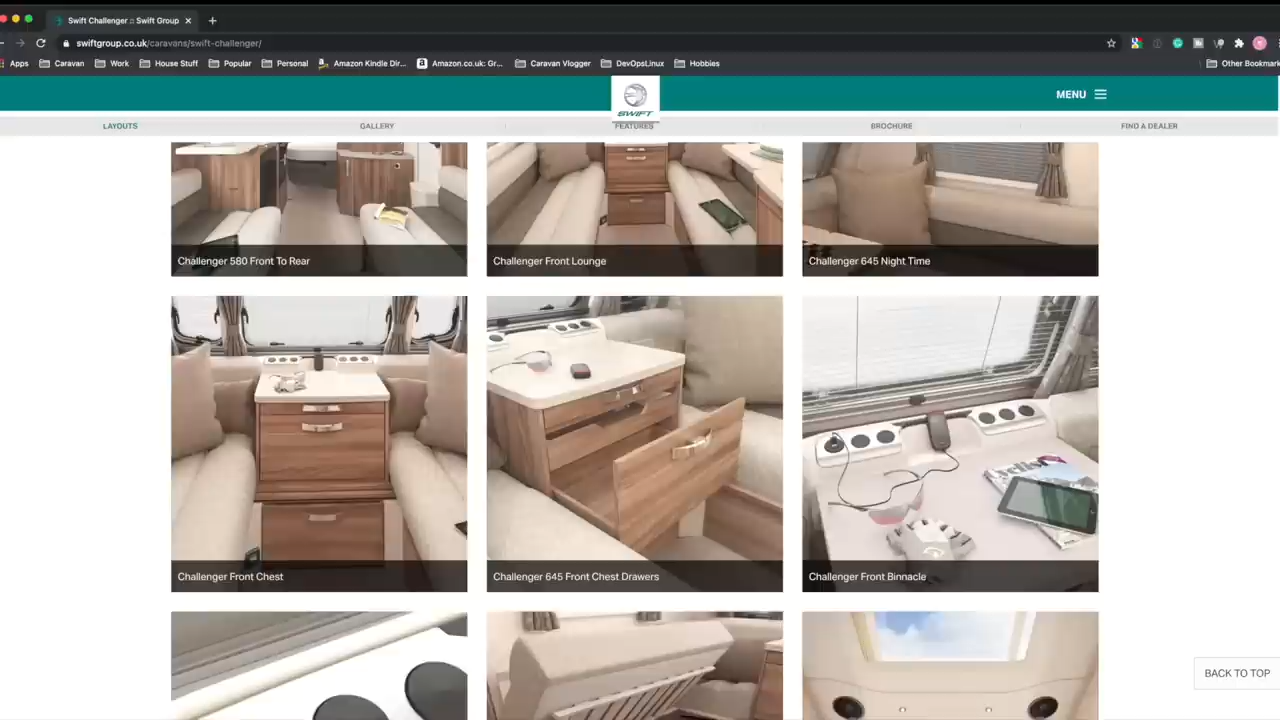 Swift Challenger :: Swift Group
swiftgroup.co.uk/caravans/swift-challenger/
Apps Caravan Work House Stuff Popular Personal Amazon Kindle Dir... Amazon.co.uk: Gr... Caravan Vlogger DevOpsLinux Hobbies Other Bookmark
SWIFT
MENU
LAYOUTS GALLERY FEATURES BROCHURE FIND A DEALER
Challenger 580 Front To Rear
Challenger Front Lounge
Challenger 645 Night Time
Challenger Front Chest
Challenger 645 Front Chest Drawers
Challenger Front Binnacle
BACK TO TOP